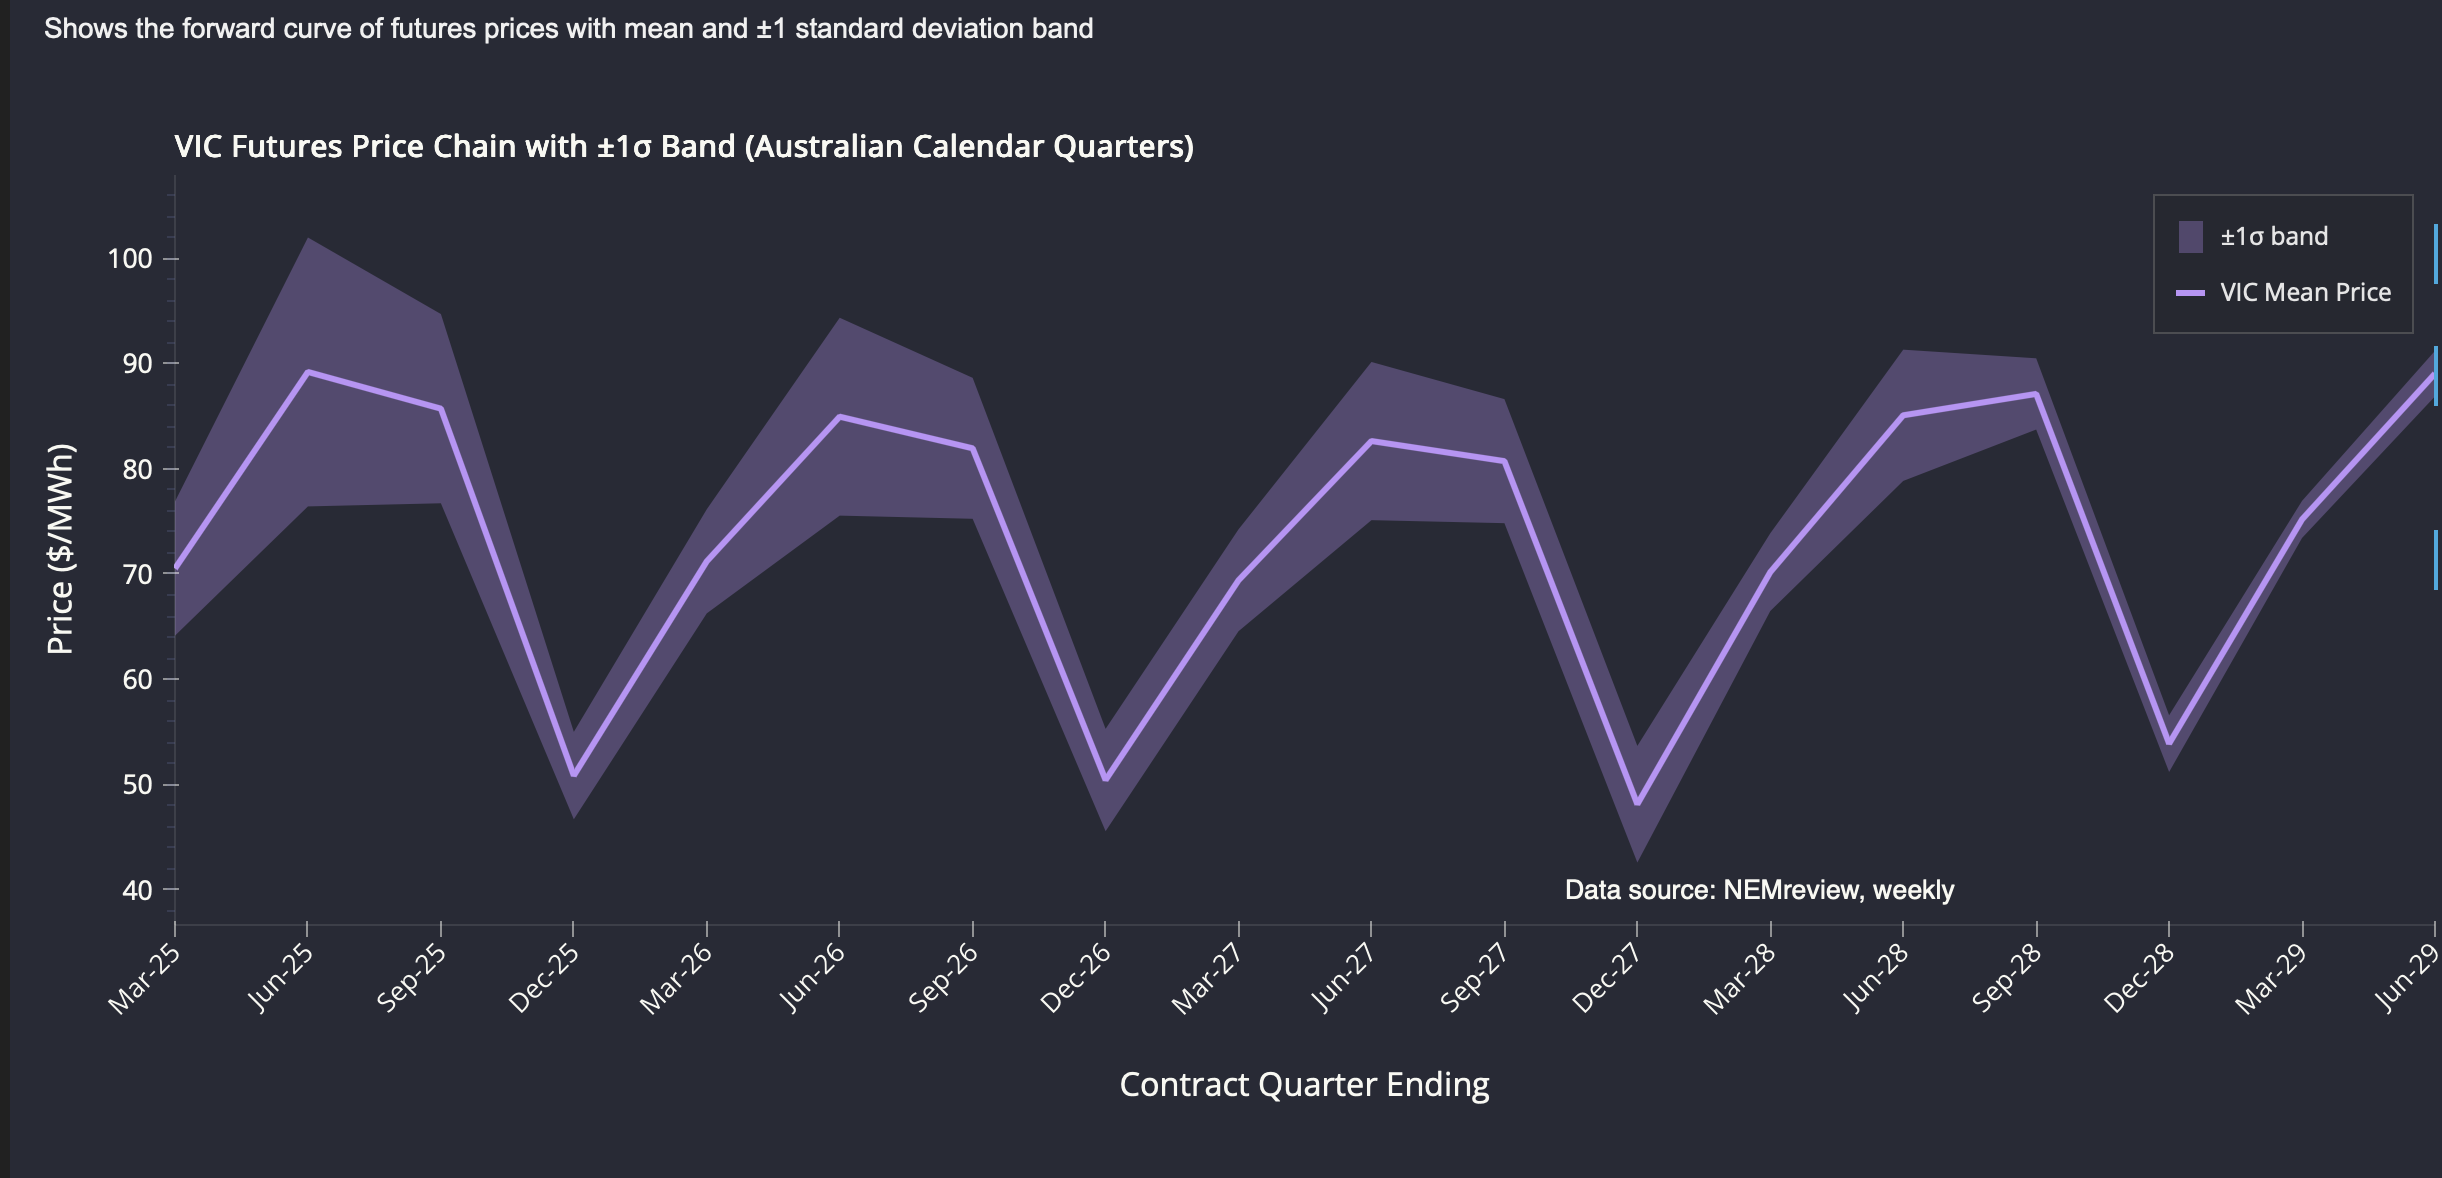 Shows the forward curve of futures prices with mean and ±1 standard deviation band
VIC Futures Price Chain with ±1σ Band (Australian Calendar Quarters)
±1σ band
VIC Mean Price
Price ($/MWh)
100
90
80
70
60
50
40
Data source: NEMreview, weekly
Mar-25
Jun-25
Sep-25
Dec-25
Mar-26
Jun-26
Sep-26
Dec-26
Mar-27
Jun-27
Sep-27
Dec-27
Mar-28
Jun-28
Sep-28
Dec-28
Mar-29
Jun-29
Contract Quarter Ending